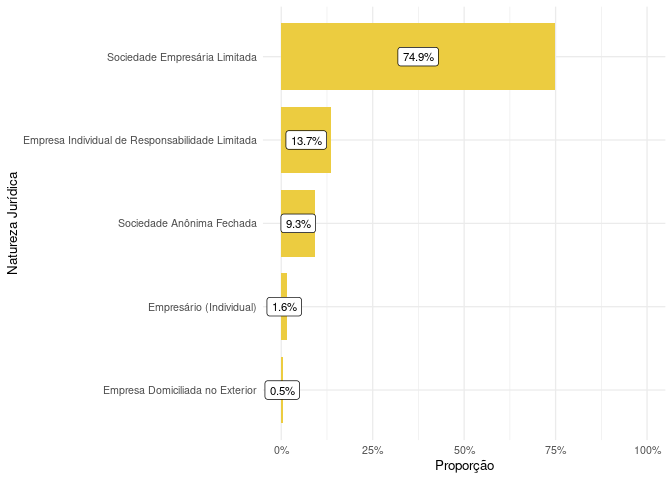 Natureza Jurídica
Sociedade Empresária Limitada
74.9%
Empresa Individual de Responsabilidade Limitada
13.7%
Sociedade Anônima Fechada
9.3%
Empresário (Individual)
1.6%
Empresa Domiciliada no Exterior
0.5%
0% 25% 50% 75% 100%
Proporção